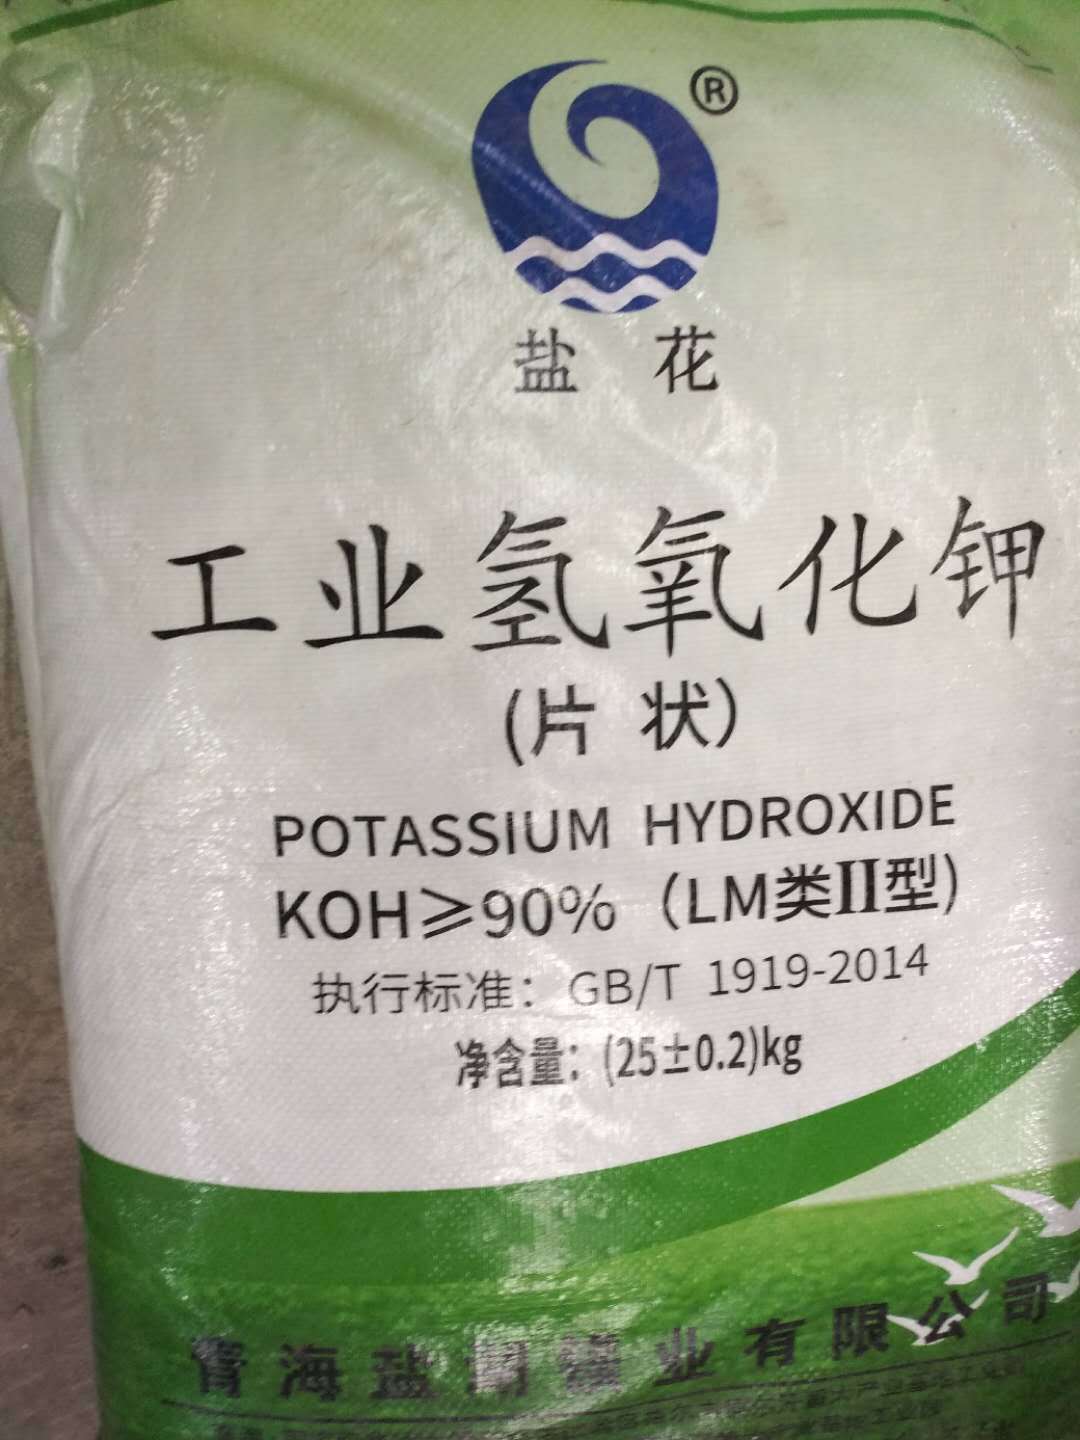 ®
盐花
工业氢氧化钾
(片状)
POTASSIUM HYDROXIDE
KOH≥90% (LM类II型)
执行标准: GB/T 1919-2014
净含量: (25±0.2)kg
青海盐湖镁业有限公司